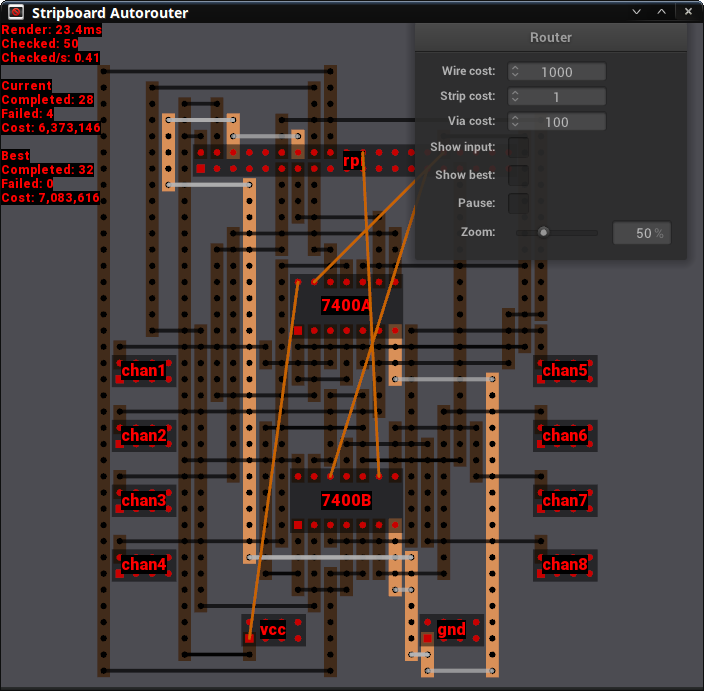 Stripboard Autorouter
Render: 23.4ms
Checked: 50
Checked/s: 0.41
Current
Completed: 28
Failed: 4
Cost: 6,373,146
Best
Completed: 32
Failed: 0
Cost: 7,083,616
Router
Wire cost: 1000
Strip cost: 1
Via cost: 100
Show input:
Show best:
Pause:
Zoom: 50 %
7400A
chan1
chan5
chan2
chan6
7400B
chan3
chan7
chan4
chan8
vcc
gnd